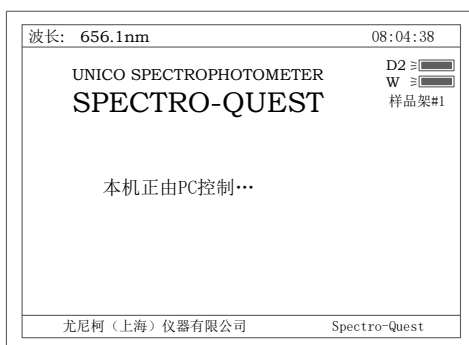 波长: 656.1nm 08:04:38
UNICO SPECTROPHOTOMETER
SPECTRO-QUEST
D2
W
样品架#1
本机正由PC控制…
尤尼柯（上海）仪器有限公司 Spectro-Quest